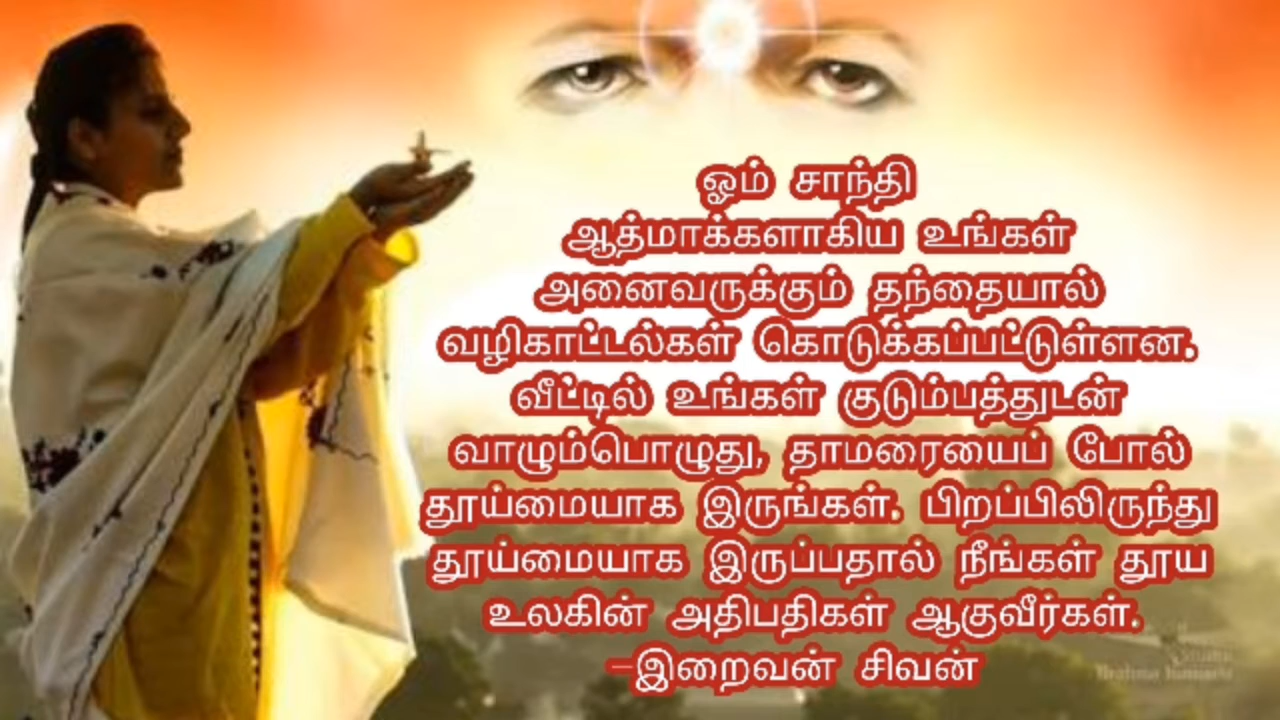 ஓம் சாந்தி
ஆத்மாக்களாகிய உங்கள்
அனைவருக்கும் தந்தையால்
வழிகாட்டல்கள் கொடுக்கப்பட்டுள்ளன.
வீட்டில் உங்கள் குடும்பத்துடன்
வாழும்பொழுது, தாமரையைப் போல்
தூய்மையாக இருங்கள். பிறப்பிலிருந்து
தூய்மையாக இருப்பதால் நீங்கள் தூய
உலகின் அதிபதிகள் ஆகுவீர்கள்.
-இறைவன் சிவன்